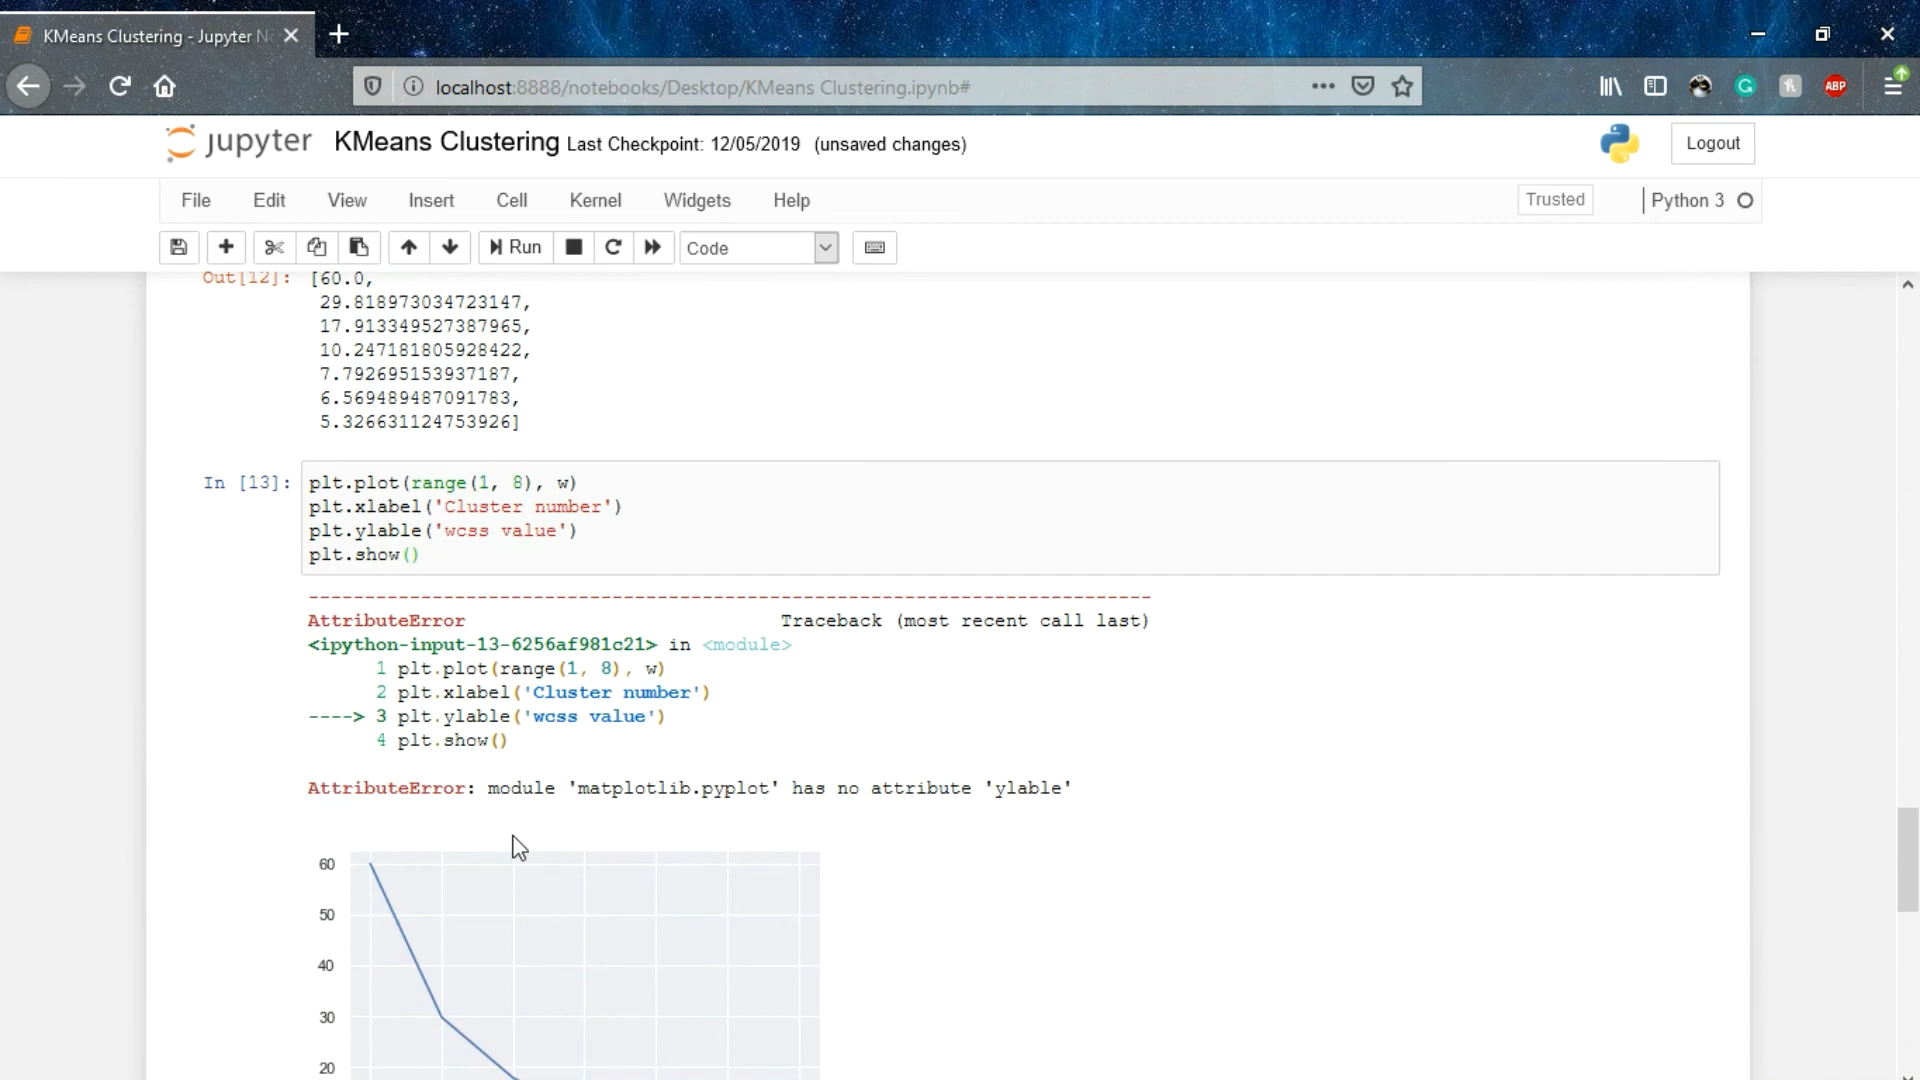 KMeans Clustering - Jupyter N
localhost:8888/notebooks/Desktop/KMeans Clustering.ipynb#
ABP
jupyter KMeans Clustering Last Checkpoint: 12/05/2019 (unsaved changes)
Logout
File Edit View Insert Cell Kernel Widgets Help
Trusted
Python 3
Run
Code
Out[12]: [60.0,
29.818973034723147,
17.913349527387965,
10.247181805928422,
7.792695153937187,
6.569489487091783,
5.326631124753926]
In [13]: plt.plot(range(1, 8), w)
plt.xlabel('Cluster number')
plt.ylable('wcss value')
plt.show()
---------------------------------------------------------------------------
AttributeError Traceback (most recent call last)
<ipython-input-13-6256af981c21> in <module>
1 plt.plot(range(1, 8), w)
2 plt.xlabel('Cluster number')
----> 3 plt.ylable('wcss value')
4 plt.show()
AttributeError: module 'matplotlib.pyplot' has no attribute 'ylable'
60
50
40
30
20